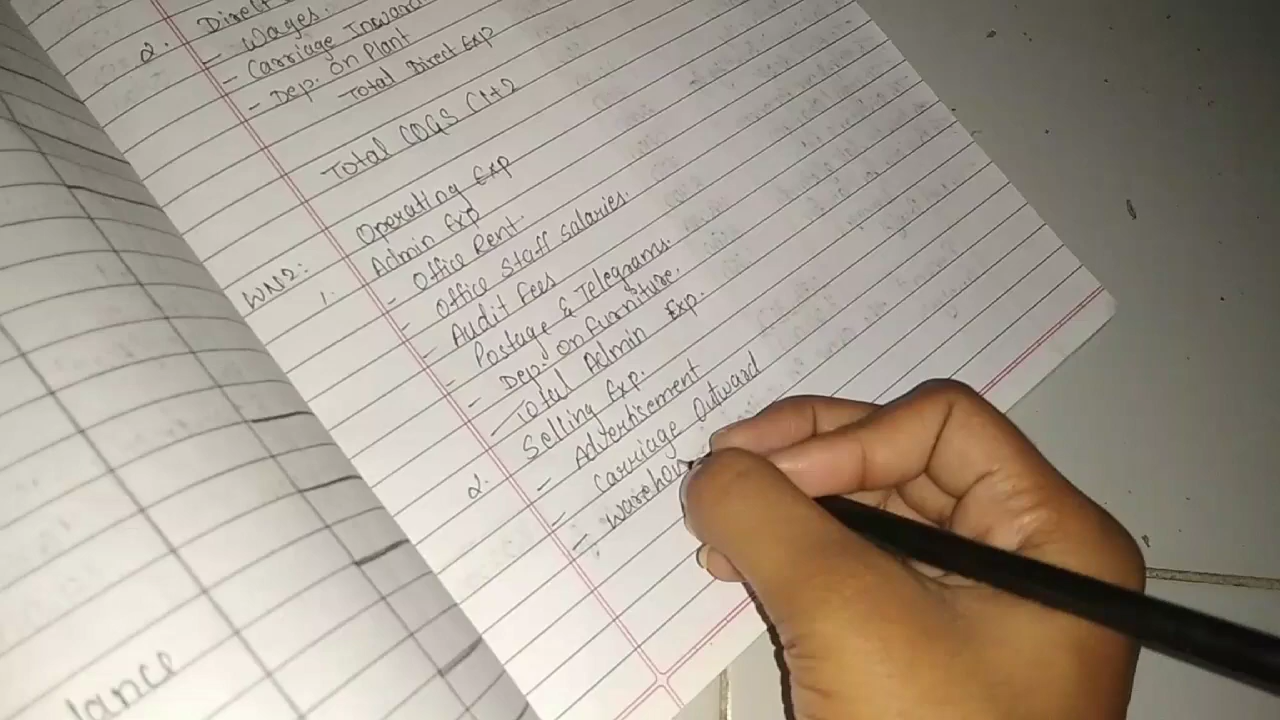 2. Direct
- Wages.
- Carriage Inward
- Dep. on Plant
Total Direct Exp
Total COGS (1+2
WN2: Operating Exp
1. Admin Exp
- Office Rent
- Office Staff Salaries.
- Audit Fees
- Postage & Telegrams.
- Dep. on furniture.
Total Admin Exp.
2. Selling Exp.
- Advertisement
- Carriage Outward
- Warehou
lance